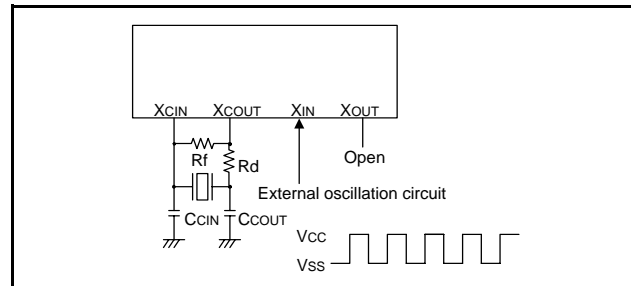 XCIN XCOUT XIN XOUT
Rf
Rd
Open
External oscillation circuit
CCIN CCOUT
VCC
VSS